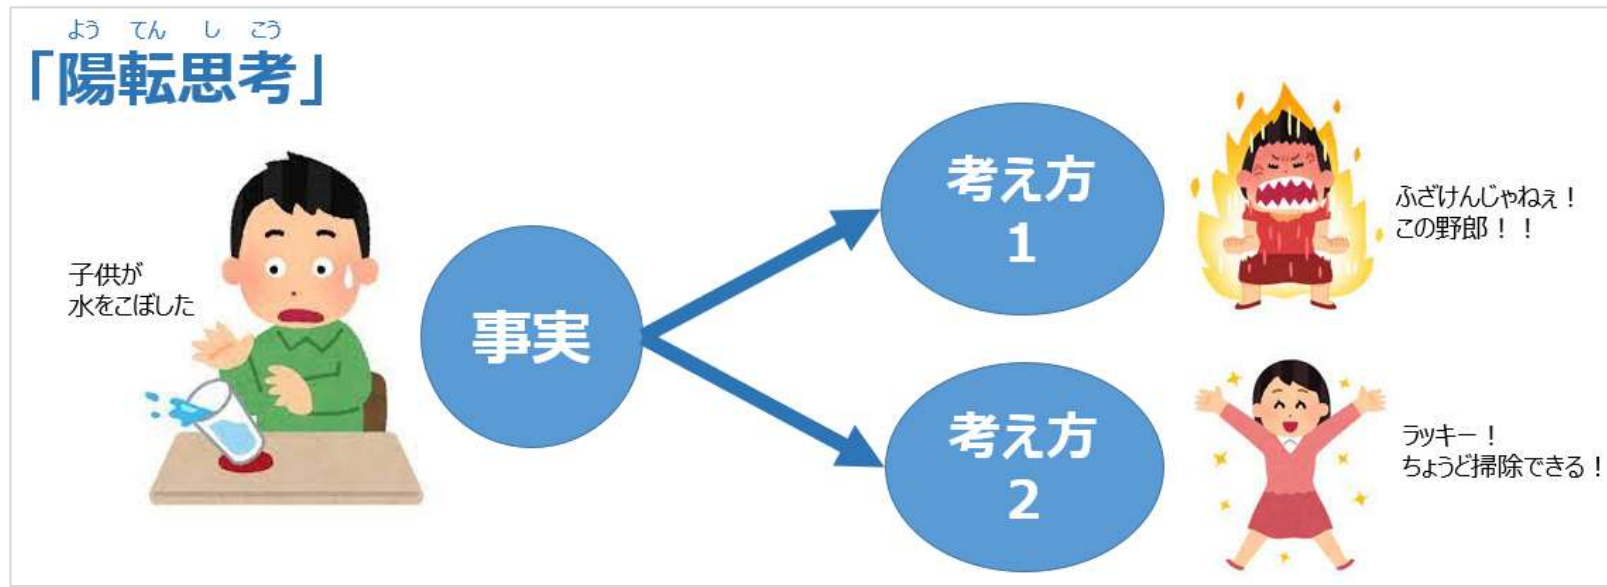 よう てん し こう
「陽転思考」
子供が
水をこぼした
事実
考え方
1
ふざけんじゃねぇ！
この野郎！！
考え方
2
ラッキー！
ちょうど掃除できる！